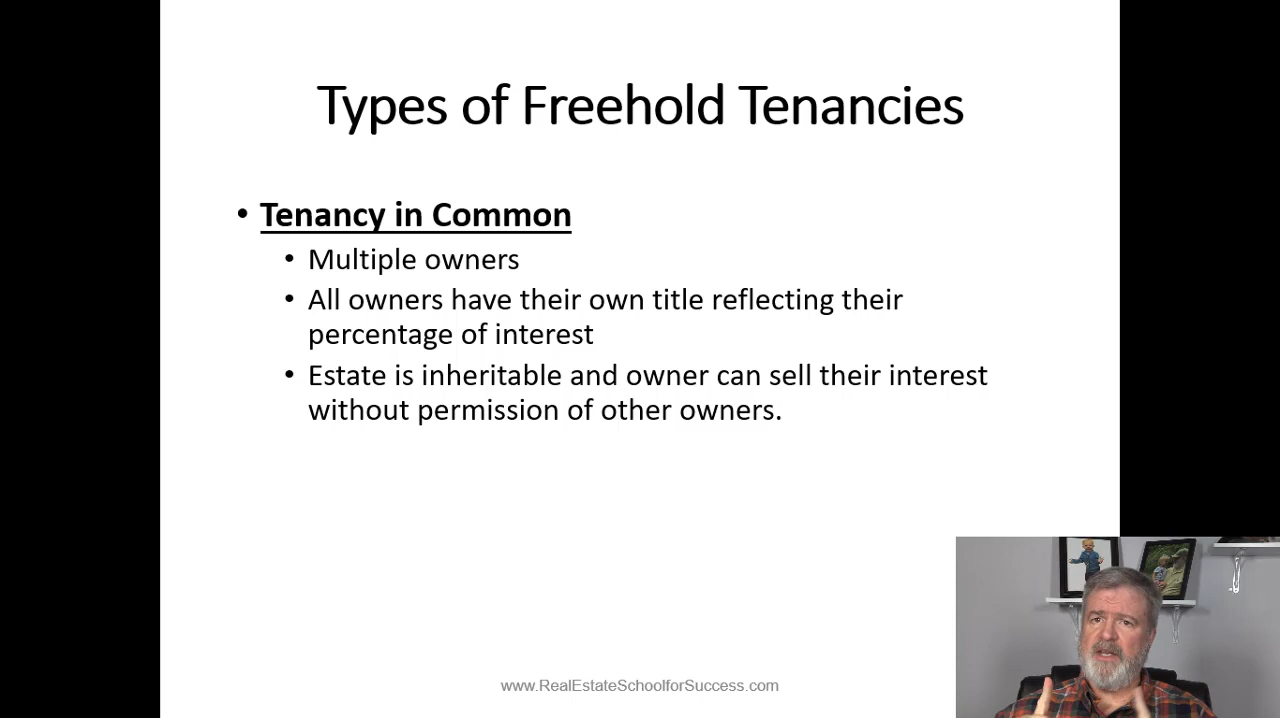 Types of Freehold Tenancies
• Tenancy in Common
• Multiple owners
• All owners have their own title reflecting their
percentage of interest
• Estate is inheritable and owner can sell their interest
without permission of other owners.
www.RealEstateSchoolforSuccess.com